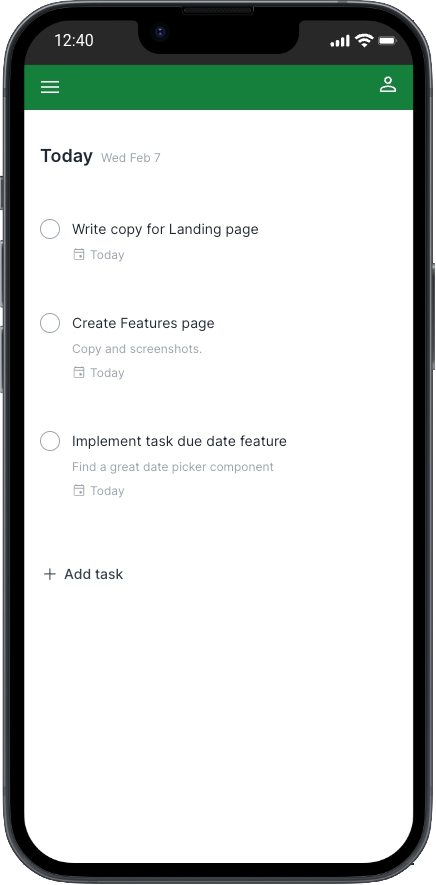 12:40
Today Wed Feb 7
Write copy for Landing page
Today
Create Features page
Copy and screenshots.
Today
Implement task due date feature
Find a great date picker component
Today
Add task